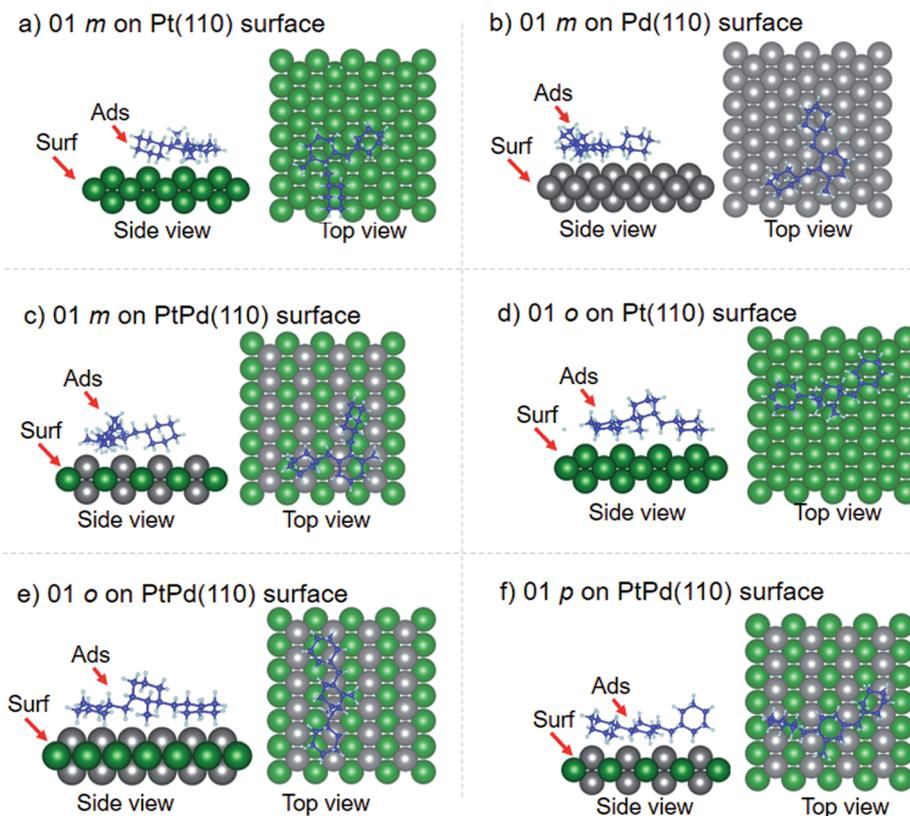 a) 01 m on Pt(110) surface
Ads
Surf
Side view
Top view
b) 01 m on Pd(110) surface
Ads
Surf
Side view
Top view
c) 01 m on PtPd(110) surface
Ads
Surf
Side view
Top view
d) 01 o on Pt(110) surface
Ads
Surf
Side view
Top view
e) 01 o on PtPd(110) surface
Ads
Surf
Side view
Top view
f) 01 p on PtPd(110) surface
Ads
Surf
Side view
Top view